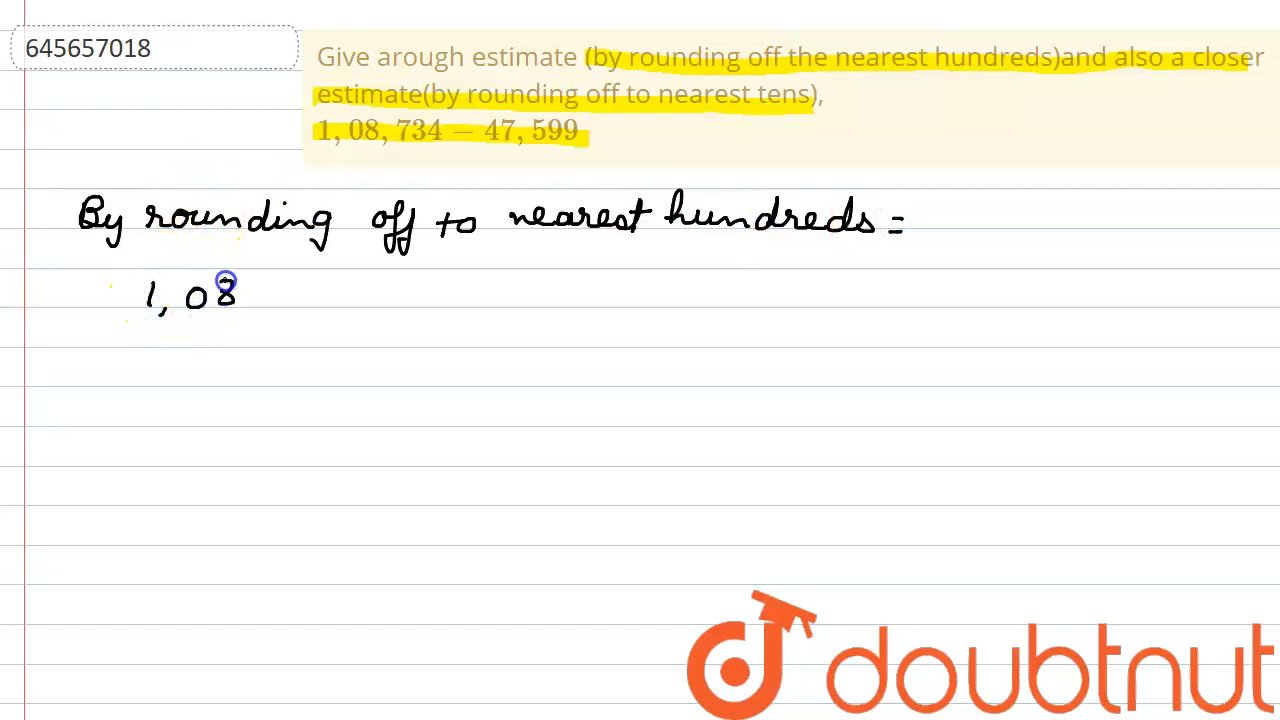 645657018
Give arough estimate (by rounding off the nearest hundreds)and also a closer
estimate(by rounding off to nearest tens),
1, 08, 734 − 47, 599
By rounding off to nearest hundreds =
1, 08
doubtnut